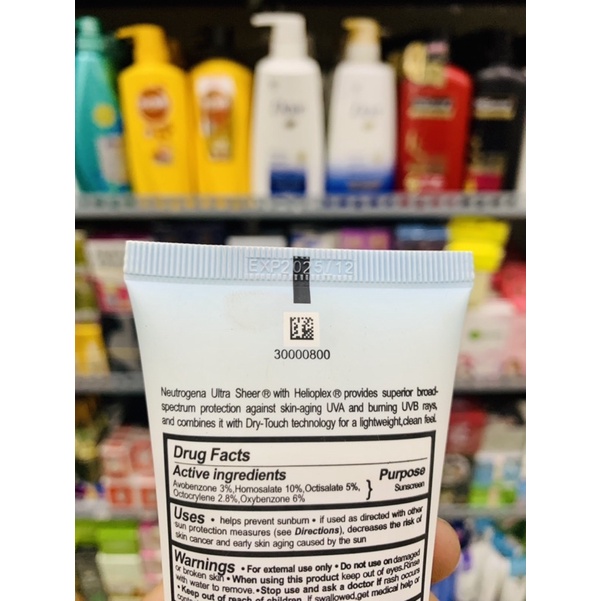 EXP2025/12
30000800
Neutrogena Ultra Sheer® with Helioplex® provides superior broad-
spectrum protection against skin-aging UVA and burning UVB rays,
and combines it with Dry-Touch technology for a lightweight,clean feel.
Drug Facts
Active ingredients Purpose
Avobenzone 3%,Homosalate 10%,Octisalate 5%, } Sunscreen
Octocrylene 2.8%,Oxybenzone 6%
Uses • helps prevent sunburn • if used as directed with other
sun protection measures (see Directions), decreases the risk of
skin cancer and early skin aging caused by the sun
Warnings • For external use only • Do not use on damaged
or broken skin • When using this product keep out of eyes.Rinse
with water to remove. • Stop use and ask a doctor if rash occurs
• Keep out of reach of children. If swallowed,get medical help or